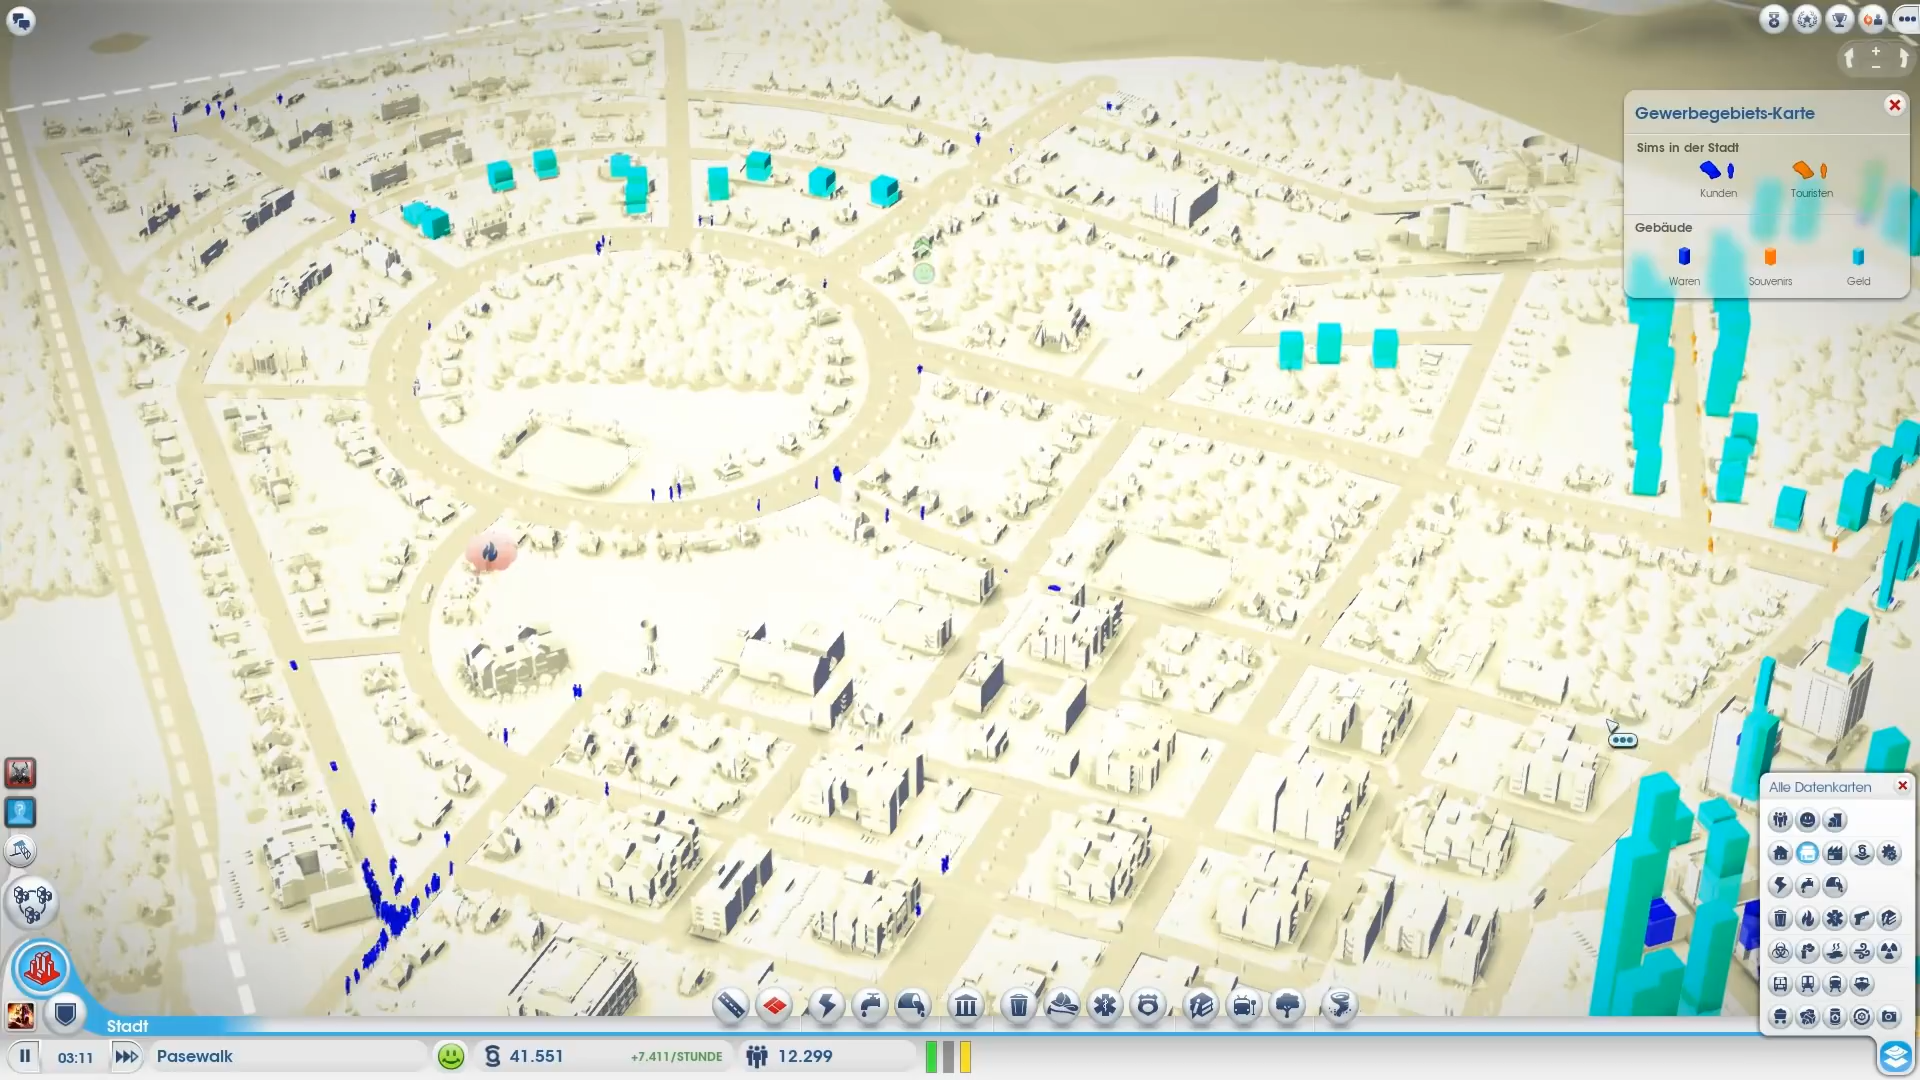 Gewerbegebiets-Karte
Sims in der Stadt
Kunden
Touristen
Gebäude
Waren
Souvenirs
Geld
Alle Datenkarten
Stadt
03:11
Pasewalk
41.551
+7.411/STUNDE
12.299